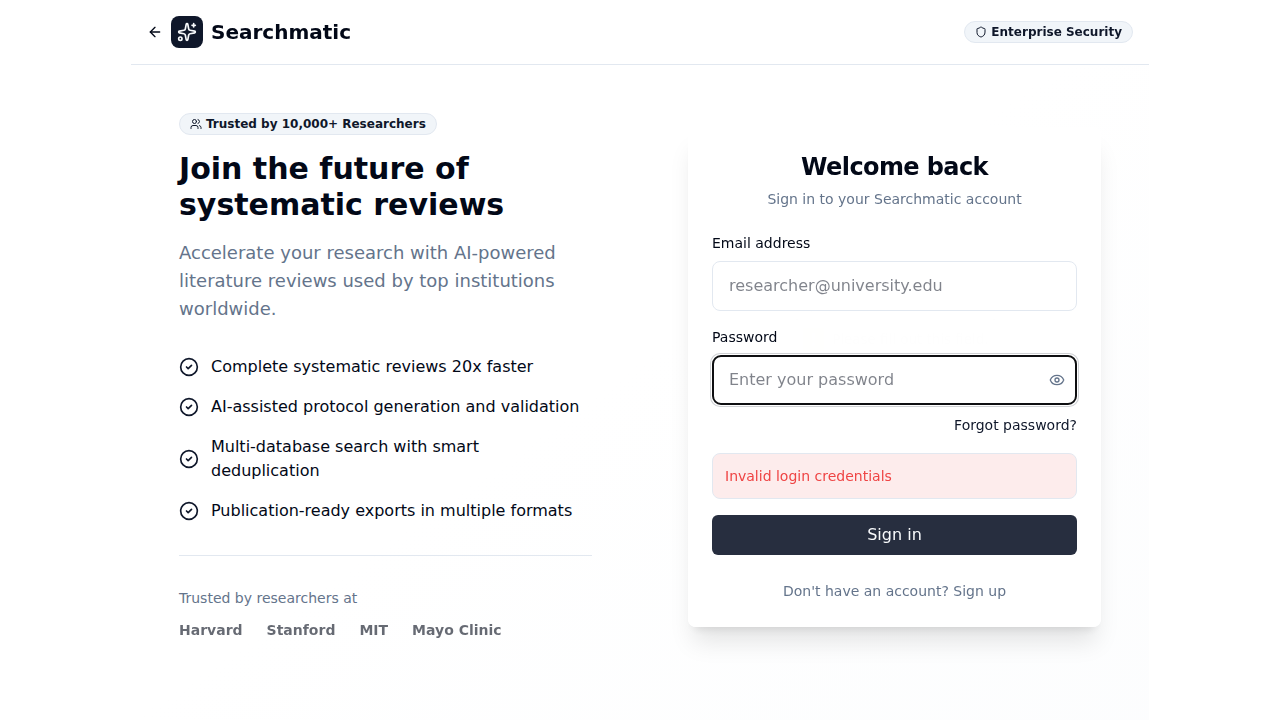 Searchmatic
Enterprise Security
Trusted by 10,000+ Researchers
Join the future of
systematic reviews
Accelerate your research with AI-powered
literature reviews used by top institutions
worldwide.
Complete systematic reviews 20x faster
AI-assisted protocol generation and validation
Multi-database search with smart
deduplication
Publication-ready exports in multiple formats
Trusted by researchers at
Harvard Stanford MIT Mayo Clinic
Welcome back
Sign in to your Searchmatic account
Email address
researcher@university.edu
Password
Enter your password
Forgot password?
Invalid login credentials
Sign in
Don't have an account? Sign up